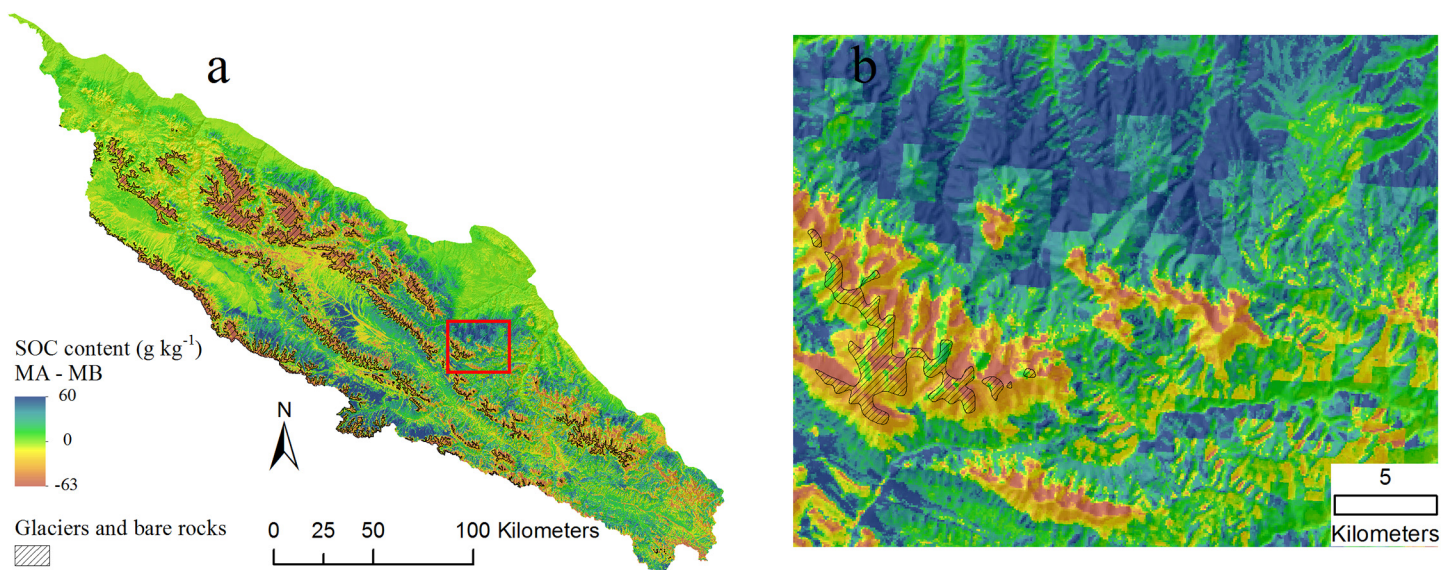 a
b
SOC content (g kg-1)
MA - MB
60
0
-63
N
Glaciers and bare rocks
0 25 50 100 Kilometers
5
Kilometers